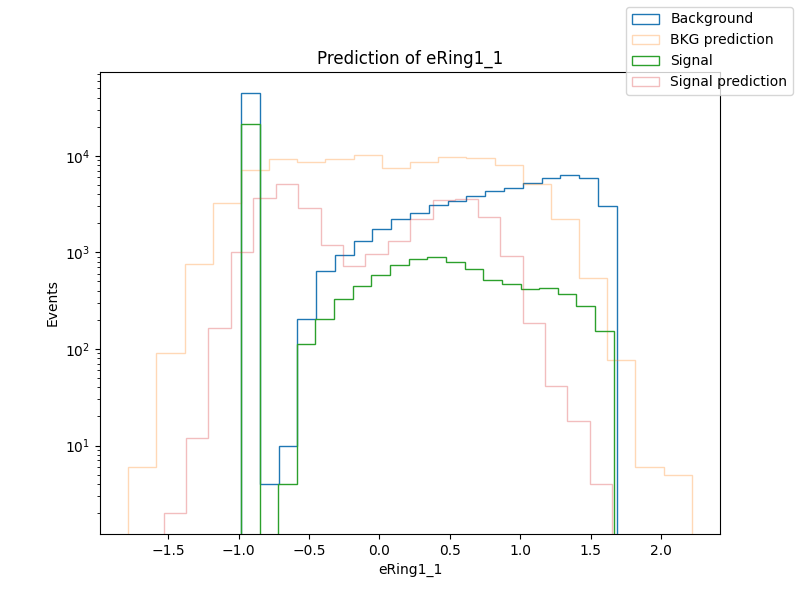 Prediction of eRing1_1
Background
BKG prediction
Signal
Signal prediction
Events
10⁴
10³
10²
10¹
−1.5 −1.0 −0.5 0.0 0.5 1.0 1.5 2.0
eRing1_1